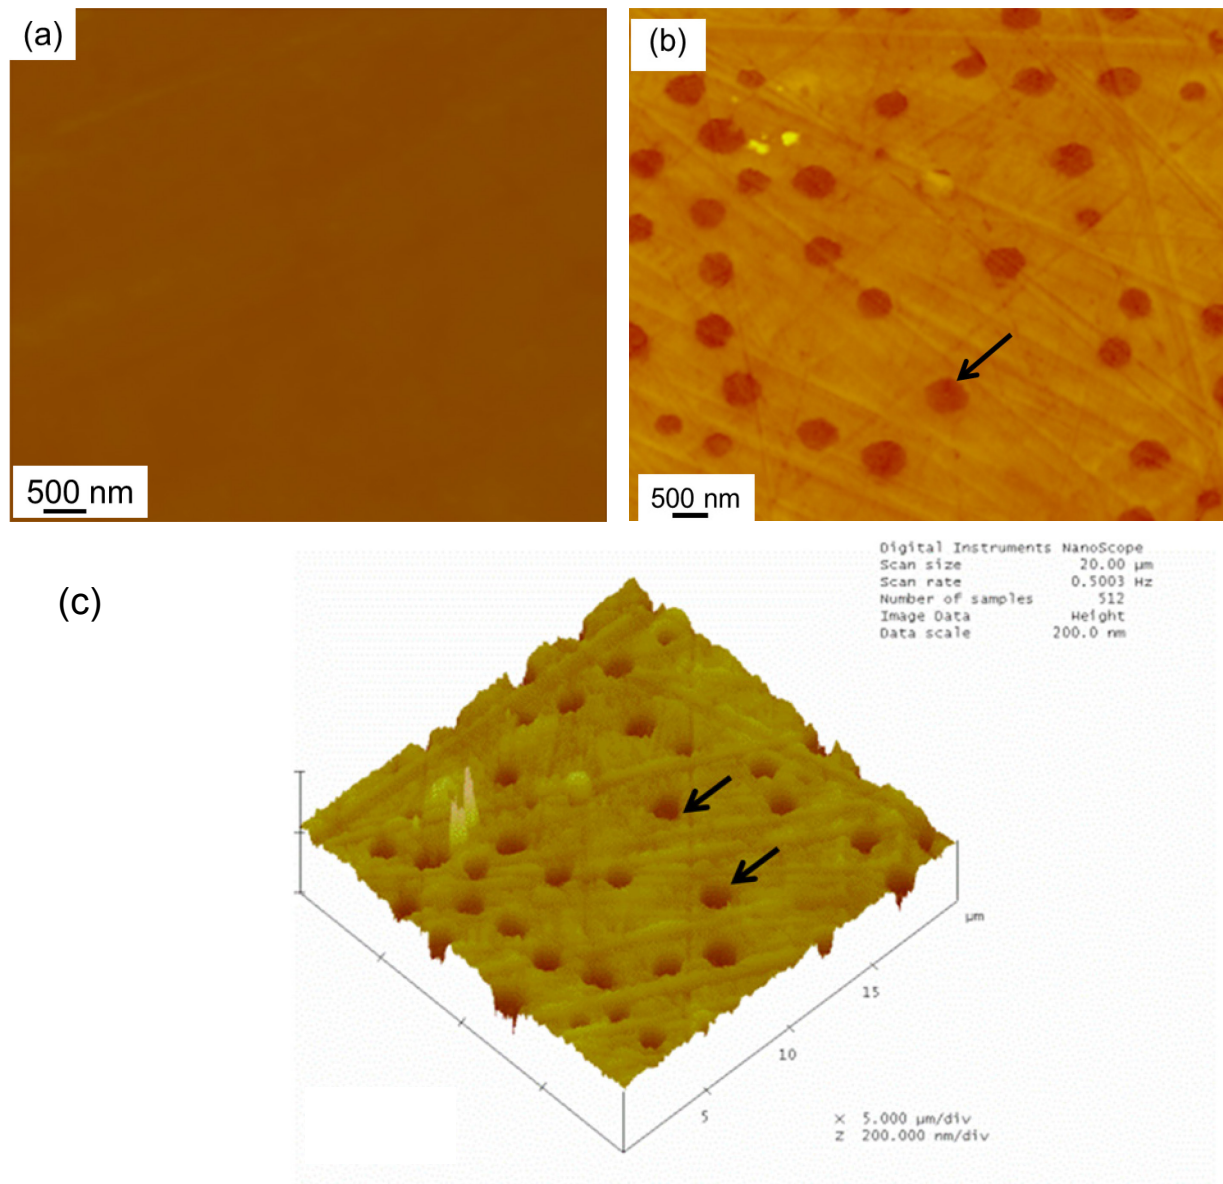 (a)
(b)
500 nm
500 nm
(c)
Digital Instruments NanoScope
Scan size 20.00 µm
Scan rate 0.5003 Hz
Number of samples 512
Image Data Height
Data scale 200.0 nm
µm
15
10
5
X 5.000 µm/div
Z 200.000 nm/div